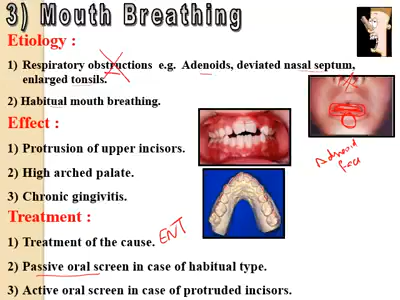 3) Mouth Breathing
Etiology :
1) Respiratory obstructions e.g. Adenoids, deviated nasal septum,
enlarged tonsils.
2) Habitual mouth breathing.
Effect :
1) Protrusion of upper incisors.
Adenoid
2) High arched palate.
3) Chronic gingivitis.
Treatment :
1) Treatment of the cause. ENT
2) Passive oral screen in case of habitual type.
3) Active oral screen in case of protruded incisors.